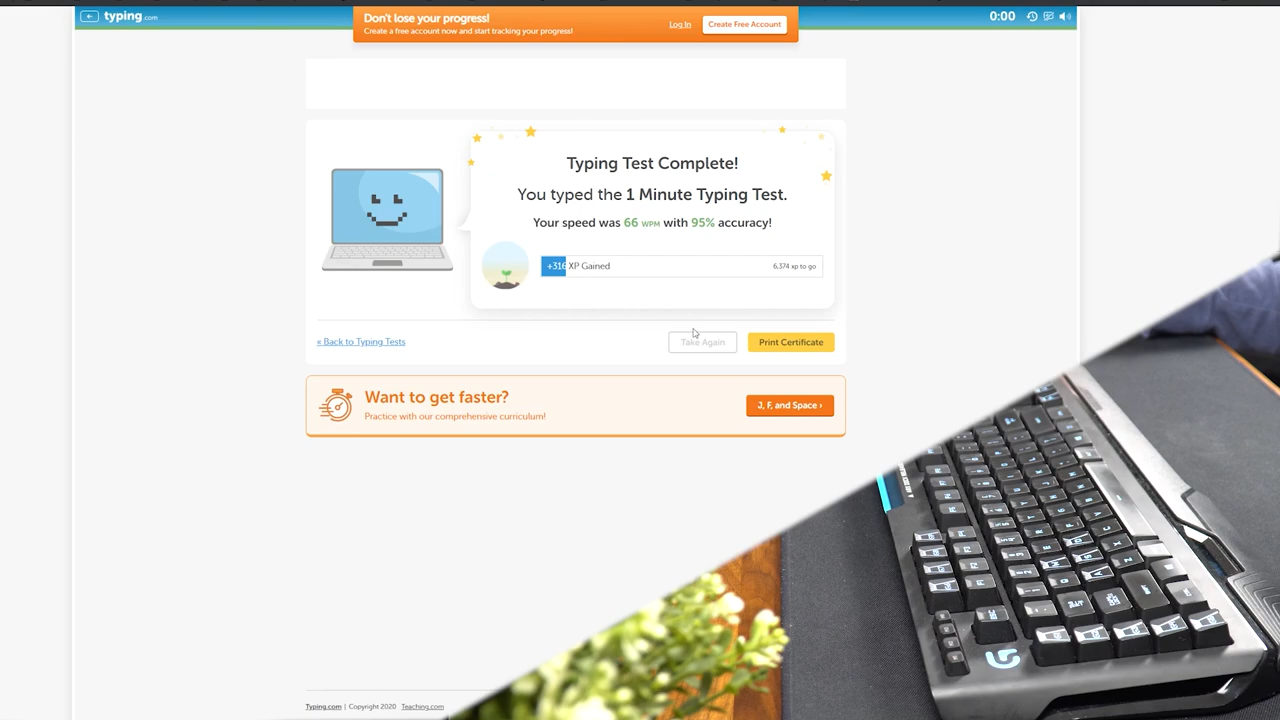 typing.com
Don't lose your progress!
Create a free account now and start tracking your progress!
Log In
Create Free Account
0:00
Typing Test Complete!
You typed the 1 Minute Typing Test.
Your speed was 66 WPM with 95% accuracy!
+316 XP Gained
6,374 xp to go
« Back to Typing Tests
Take Again
Print Certificate
Want to get faster?
Practice with our comprehensive curriculum!
J, F, and Space ›
Typing.com | Copyright 2020 Teaching.com